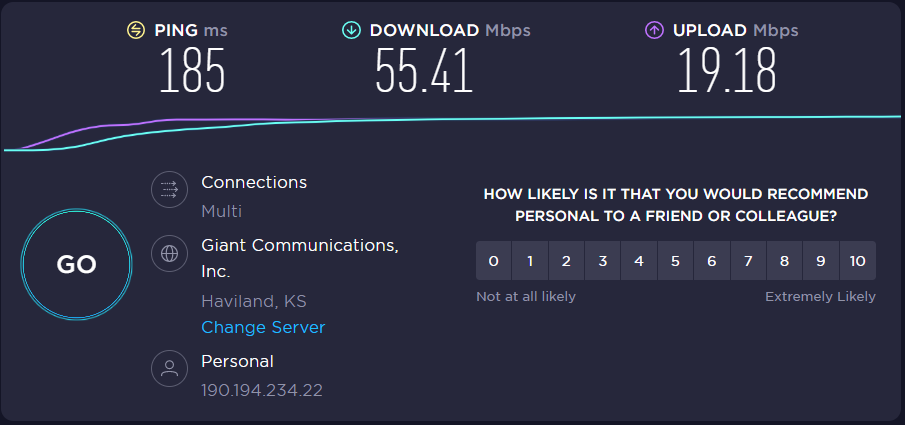 PING ms
DOWNLOAD Mbps
UPLOAD Mbps
185
55.41
19.18
GO
Connections
Multi
Giant Communications,
Inc.
Haviland, KS
Change Server
Personal
190.194.234.22
HOW LIKELY IS IT THAT YOU WOULD RECOMMEND
PERSONAL TO A FRIEND OR COLLEAGUE?
0 1 2 3 4 5 6 7 8 9 10
Not at all likely
Extremely Likely